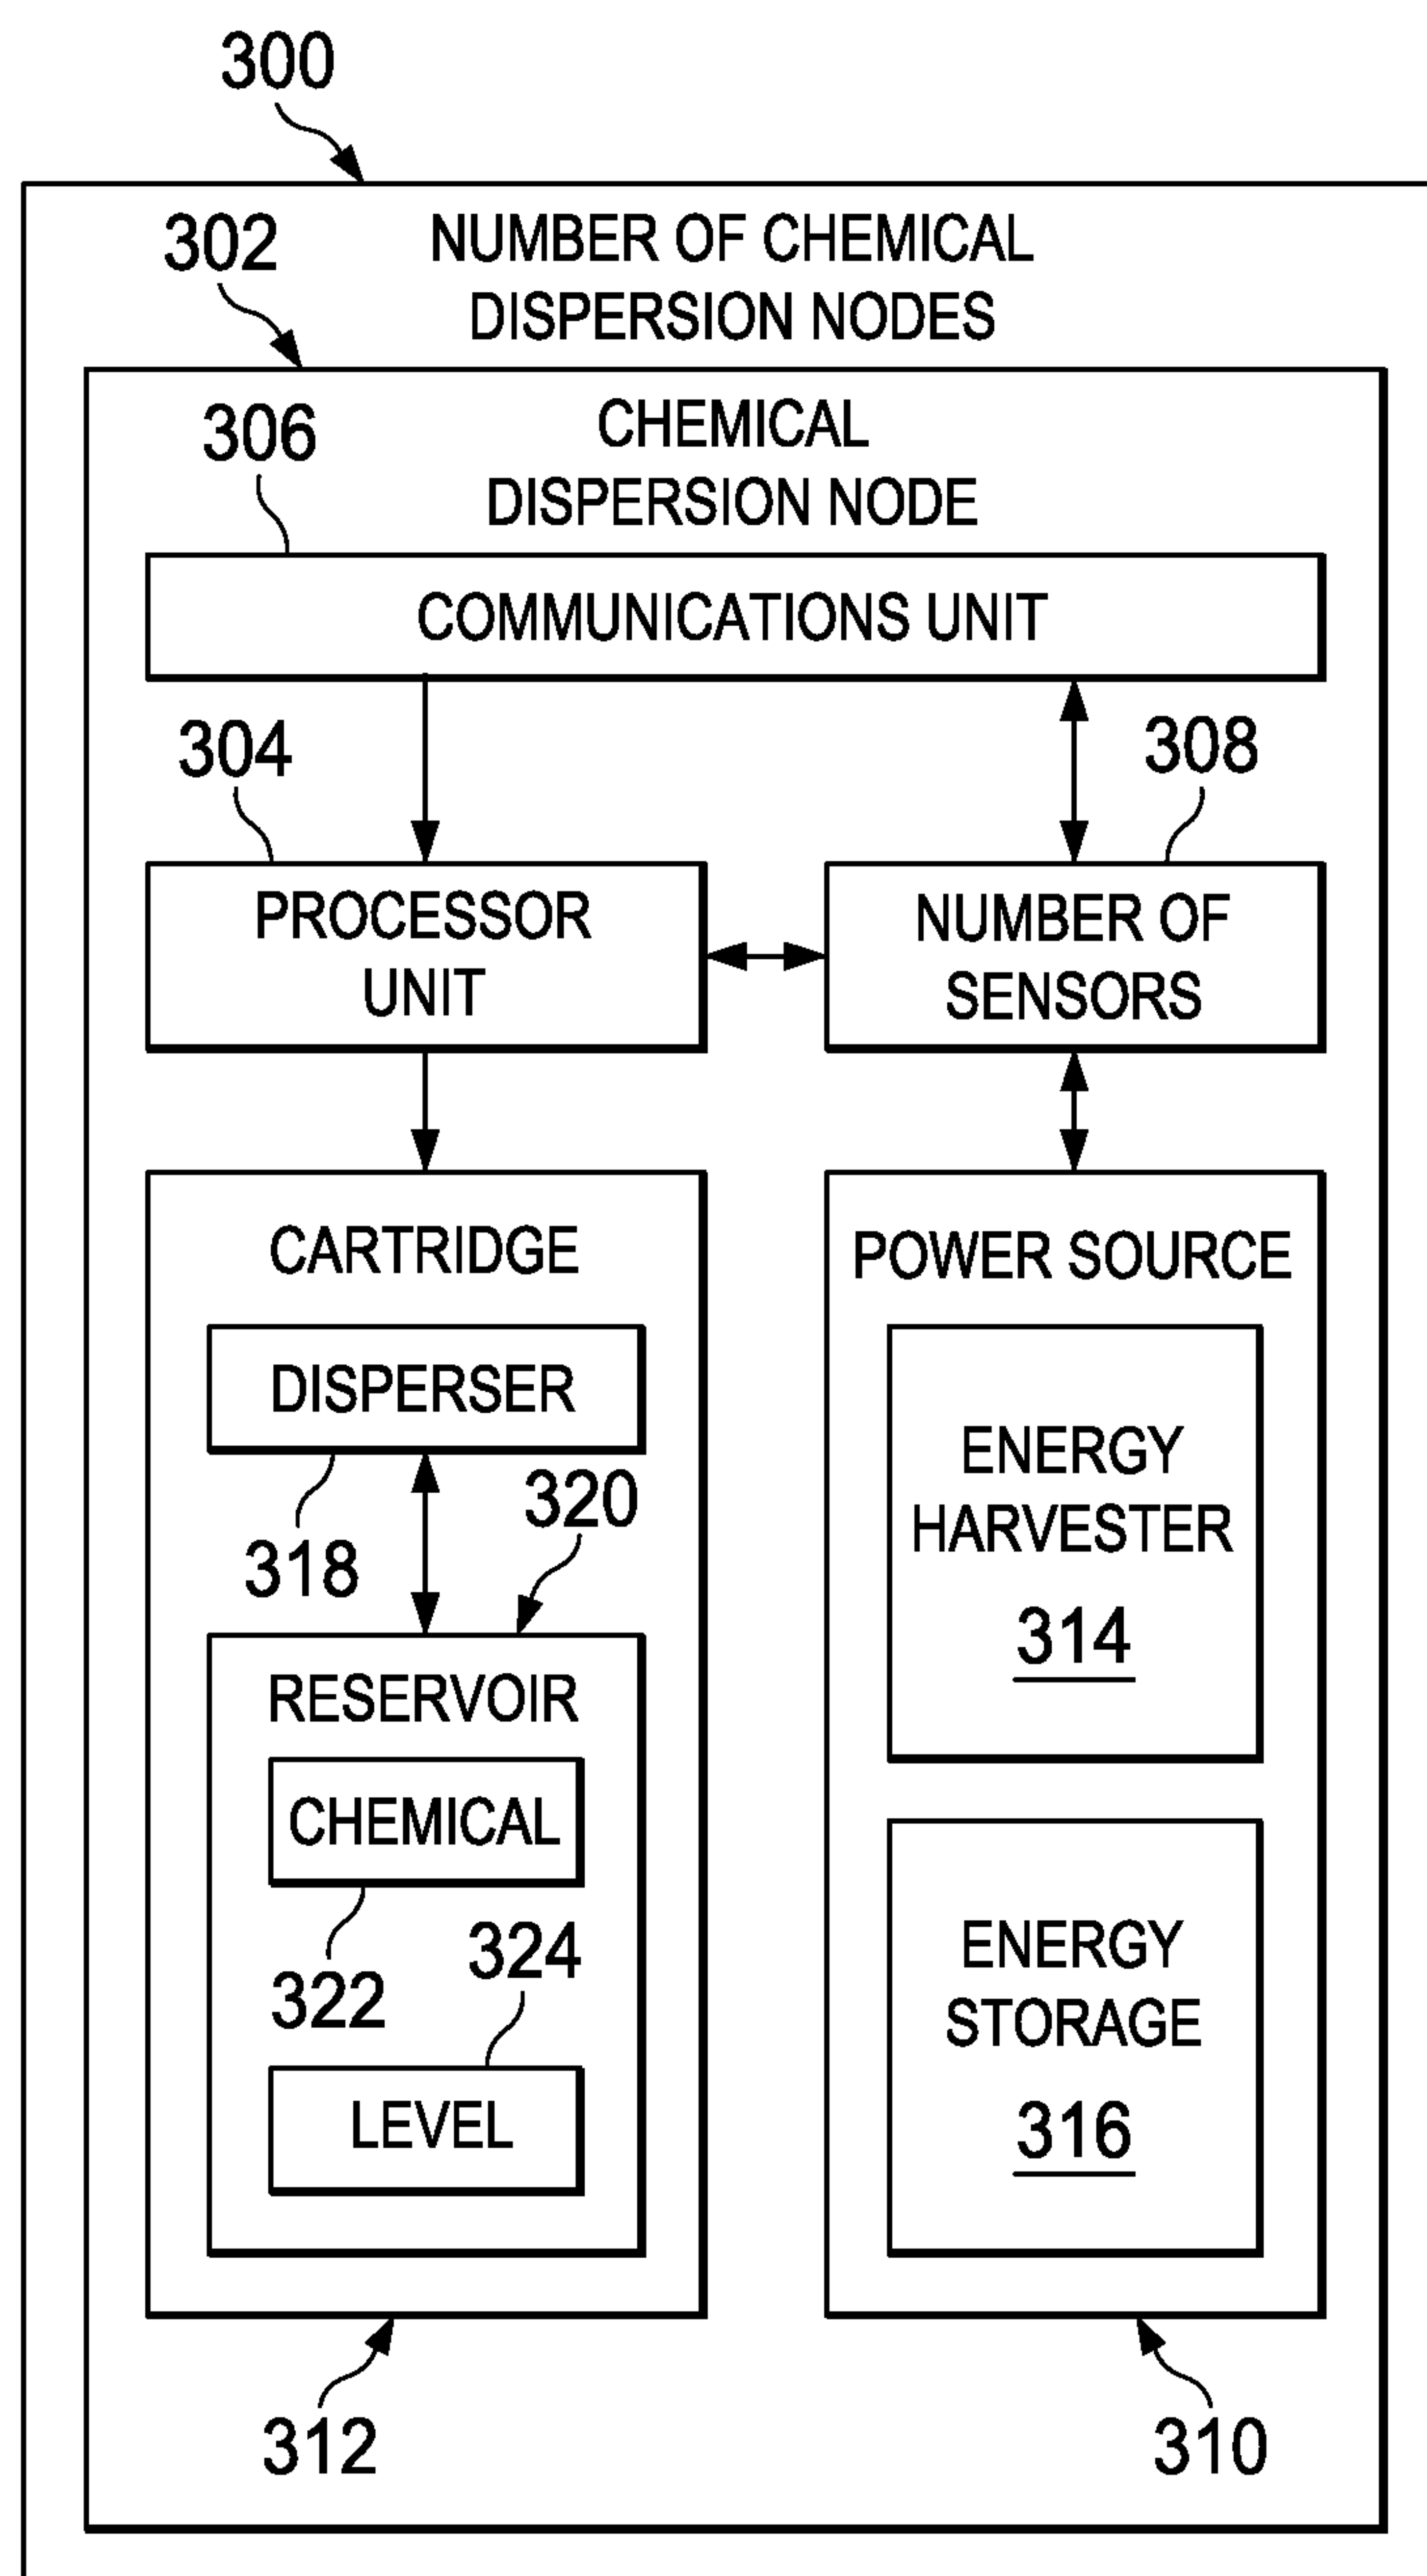 300
302
NUMBER OF CHEMICAL
DISPERSION NODES
306
CHEMICAL
DISPERSION NODE
COMMUNICATIONS UNIT
304
308
PROCESSOR
UNIT
NUMBER OF
SENSORS
CARTRIDGE
DISPERSER
318
320
RESERVOIR
CHEMICAL
322
324
LEVEL
312
POWER SOURCE
ENERGY
HARVESTER
314
ENERGY
STORAGE
316
310